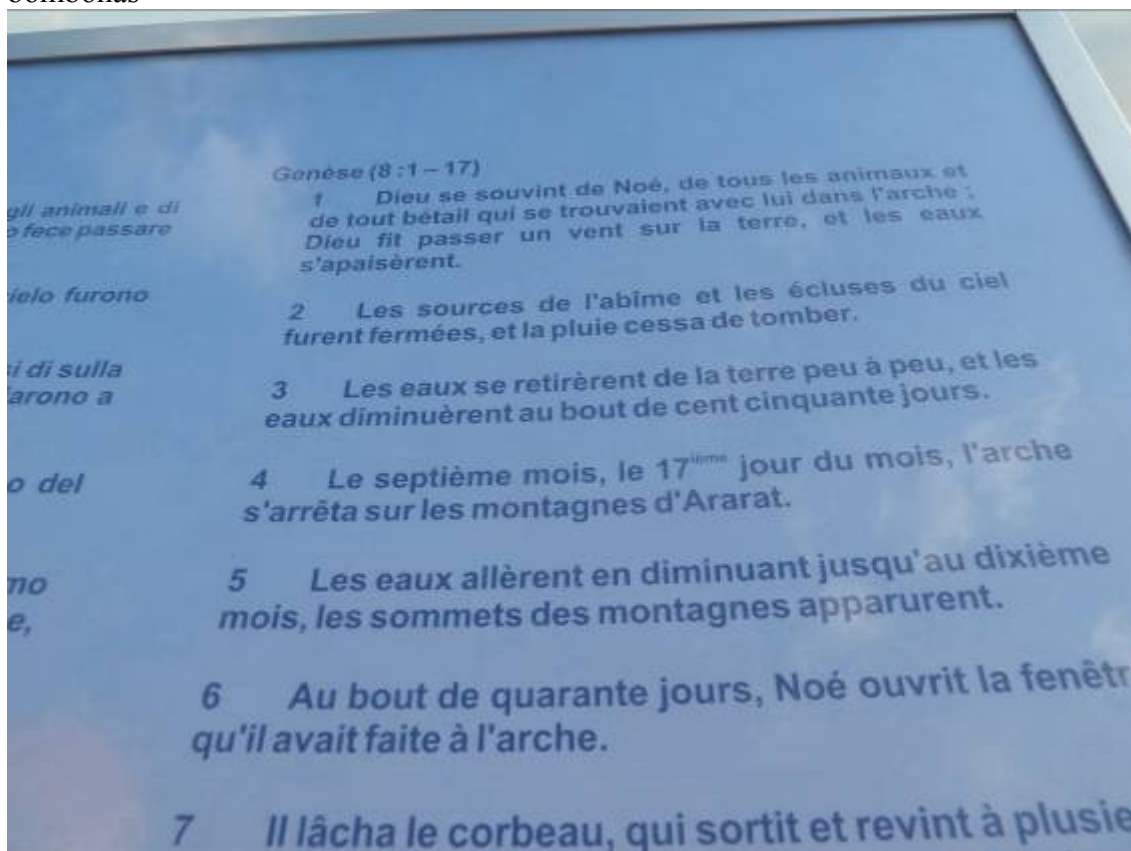 gli animali e di
fece passare
cielo furono
di sulla
arono a
del
Genèse (8 :1 – 17)
1 Dieu se souvint de Noé, de tous les animaux et
de tout bétail qui se trouvaient avec lui dans l'arche ;
Dieu fit passer un vent sur la terre, et les eaux
s'apaisèrent.
2 Les sources de l'abîme et les écluses du ciel
furent fermées, et la pluie cessa de tomber.
3 Les eaux se retirèrent de la terre peu à peu, et les
eaux diminuèrent au bout de cent cinquante jours.
4 Le septième mois, le 17ième jour du mois, l'arche
s'arrêta sur les montagnes d'Ararat.
5 Les eaux allèrent en diminuant jusqu'au dixième
mois, les sommets des montagnes apparurent.
6 Au bout de quarante jours, Noé ouvrit la fenêtr
qu'il avait faite à l'arche.
7 Il lâcha le corbeau, qui sortit et revint à plusie